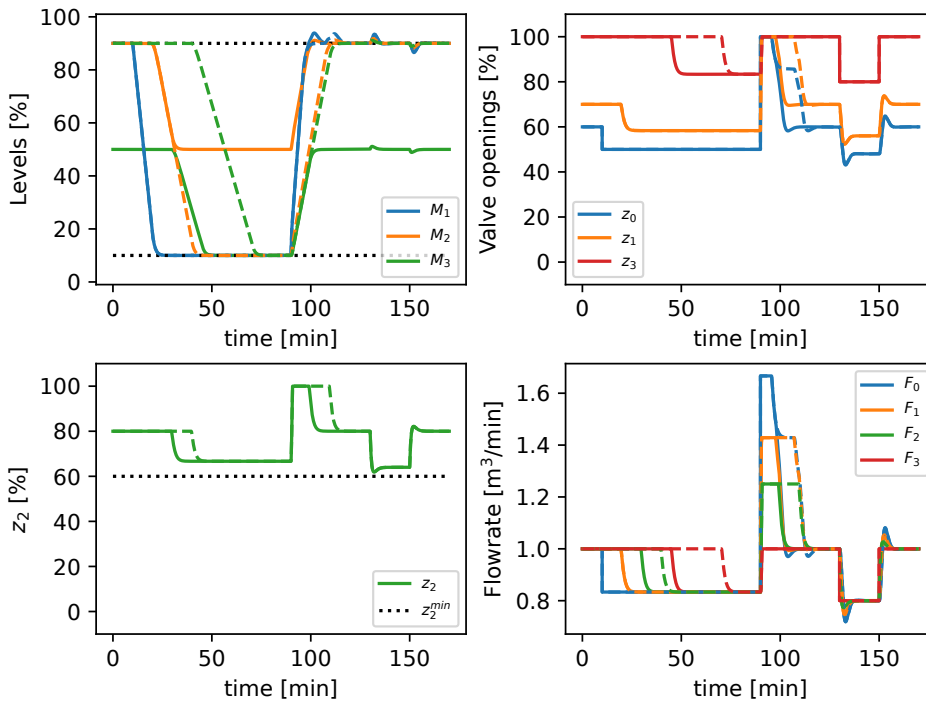 100
80
60
40
20
0
Levels [%]
0
50
100
150
time [min]
M₁
M₂
M₃
100
80
60
40
20
0
Valve openings [%]
0
50
100
150
time [min]
z₀
z₁
z₃
100
80
60
40
20
0
z₂ [%]
0
50
100
150
time [min]
z₂
z₂^min
1.6
1.4
1.2
1.0
0.8
Flowrate [m³/min]
0
50
100
150
time [min]
F₀
F₁
F₂
F₃